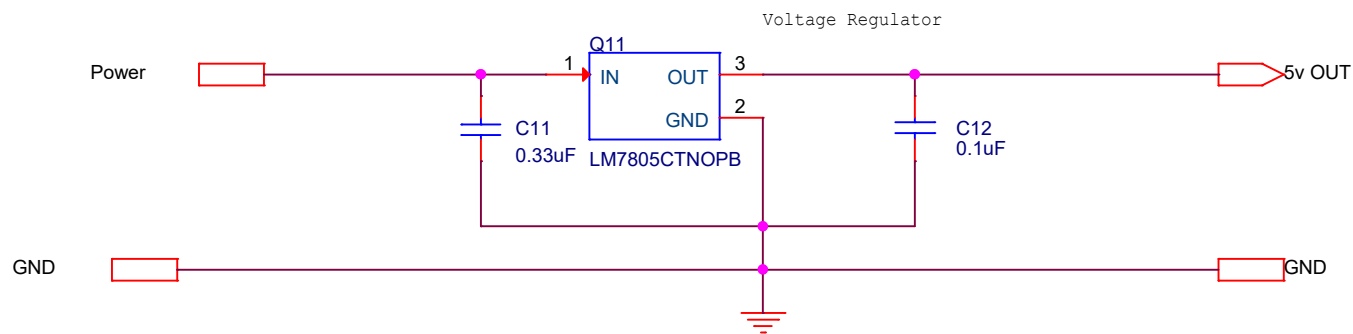 Voltage Regulator
Q11
Power
1
IN
OUT
3
5v OUT
GND
2
C11
0.33uF
LM7805CTNOPB
C12
0.1uF
GND
GND